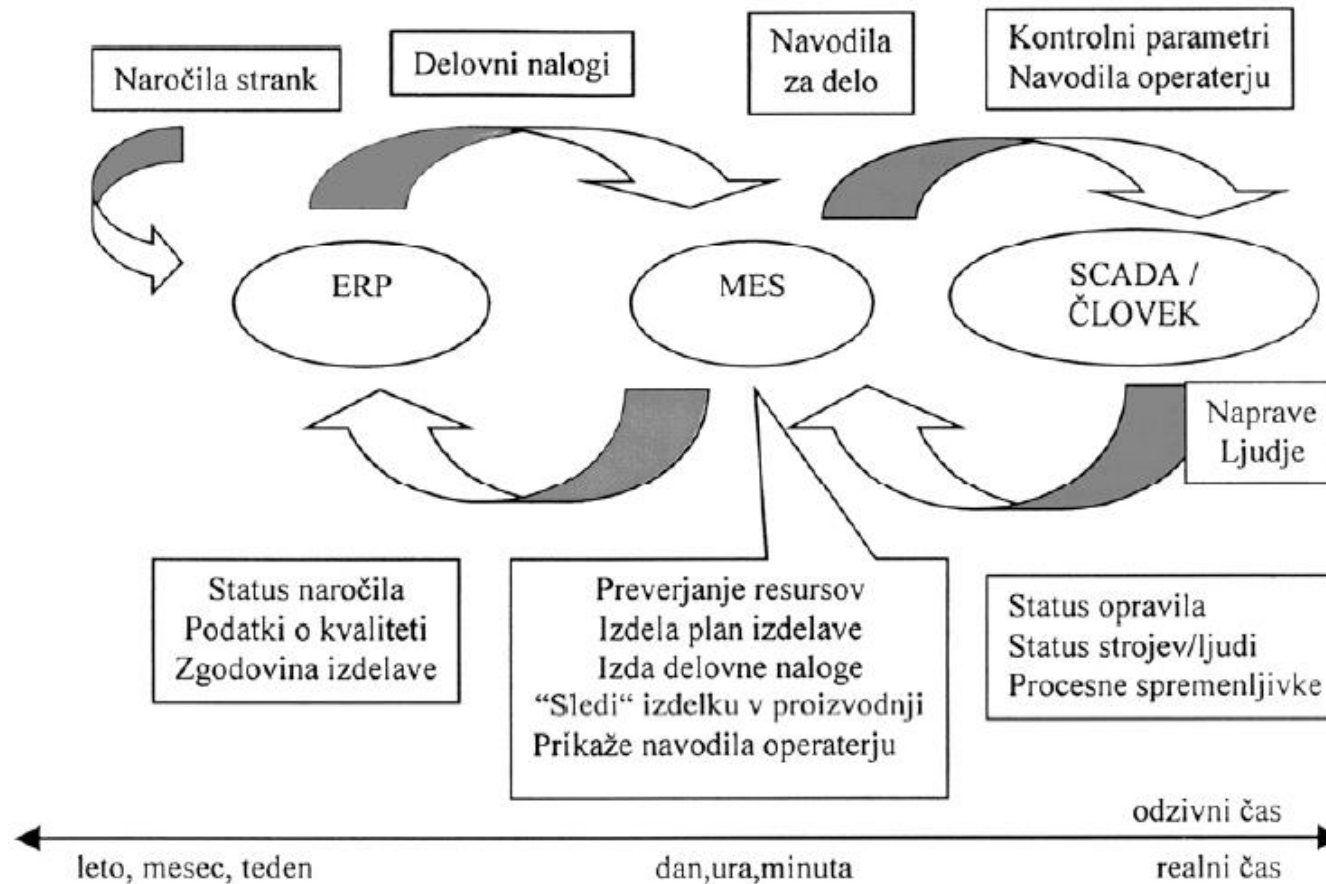 Naročila strank
Delovni nalogi
Navodila
za delo
Kontrolni parametri
Navodila operaterju
ERP
MES
SCADA /
ČLOVEK
Naprave
Ljudje
Status naročila
Podatki o kvaliteti
Zgodovina izdelave
Preverjanje resursov
Izdela plan izdelave
Izda delovne naloge
“Sledi“ izdelku v proizvodnji
Prikaže navodila operaterju
Status opravila
Status strojev/ljudi
Procesne spremenljivke
odzivni čas
leto, mesec, teden
dan,ura,minuta
realni čas